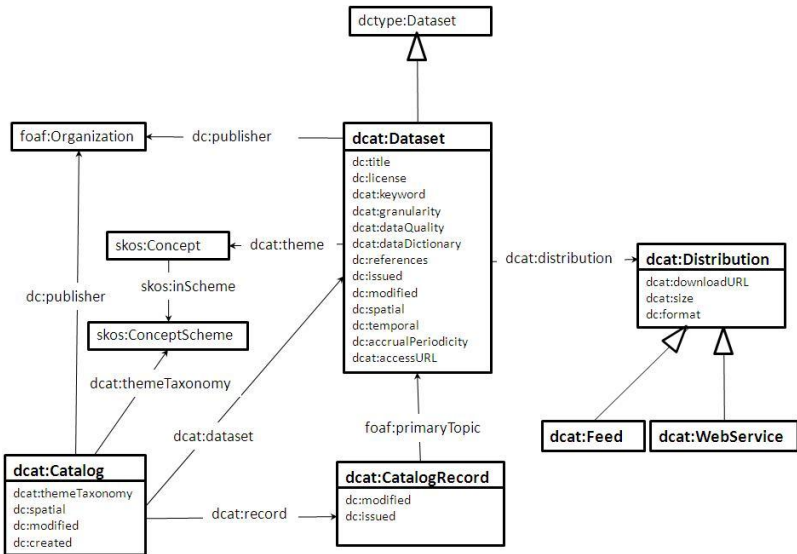 dctype:Dataset
foaf:Organization
dc:publisher
dcat:Dataset
dc:title
dc:license
dcat:keyword
dcat:granularity
dcat:dataQuality
dcat:dataDictionary
dc:references
dc:issued
dc:modified
dc:spatial
dc:temporal
dc:accrualPeriodicity
dcat:accessURL
skos:Concept
dcat:theme
dcat:distribution
dcat:Distribution
dcat:downloadURL
dcat:size
dc:format
dc:publisher
skos:inScheme
skos:ConceptScheme
dcat:themeTaxonomy
dcat:dataset
foaf:primaryTopic
dcat:Feed
dcat:WebService
dcat:Catalog
dcat:themeTaxonomy
dc:spatial
dc:modified
dc:created
dcat:record
dcat:CatalogRecord
dc:modified
dc:issued